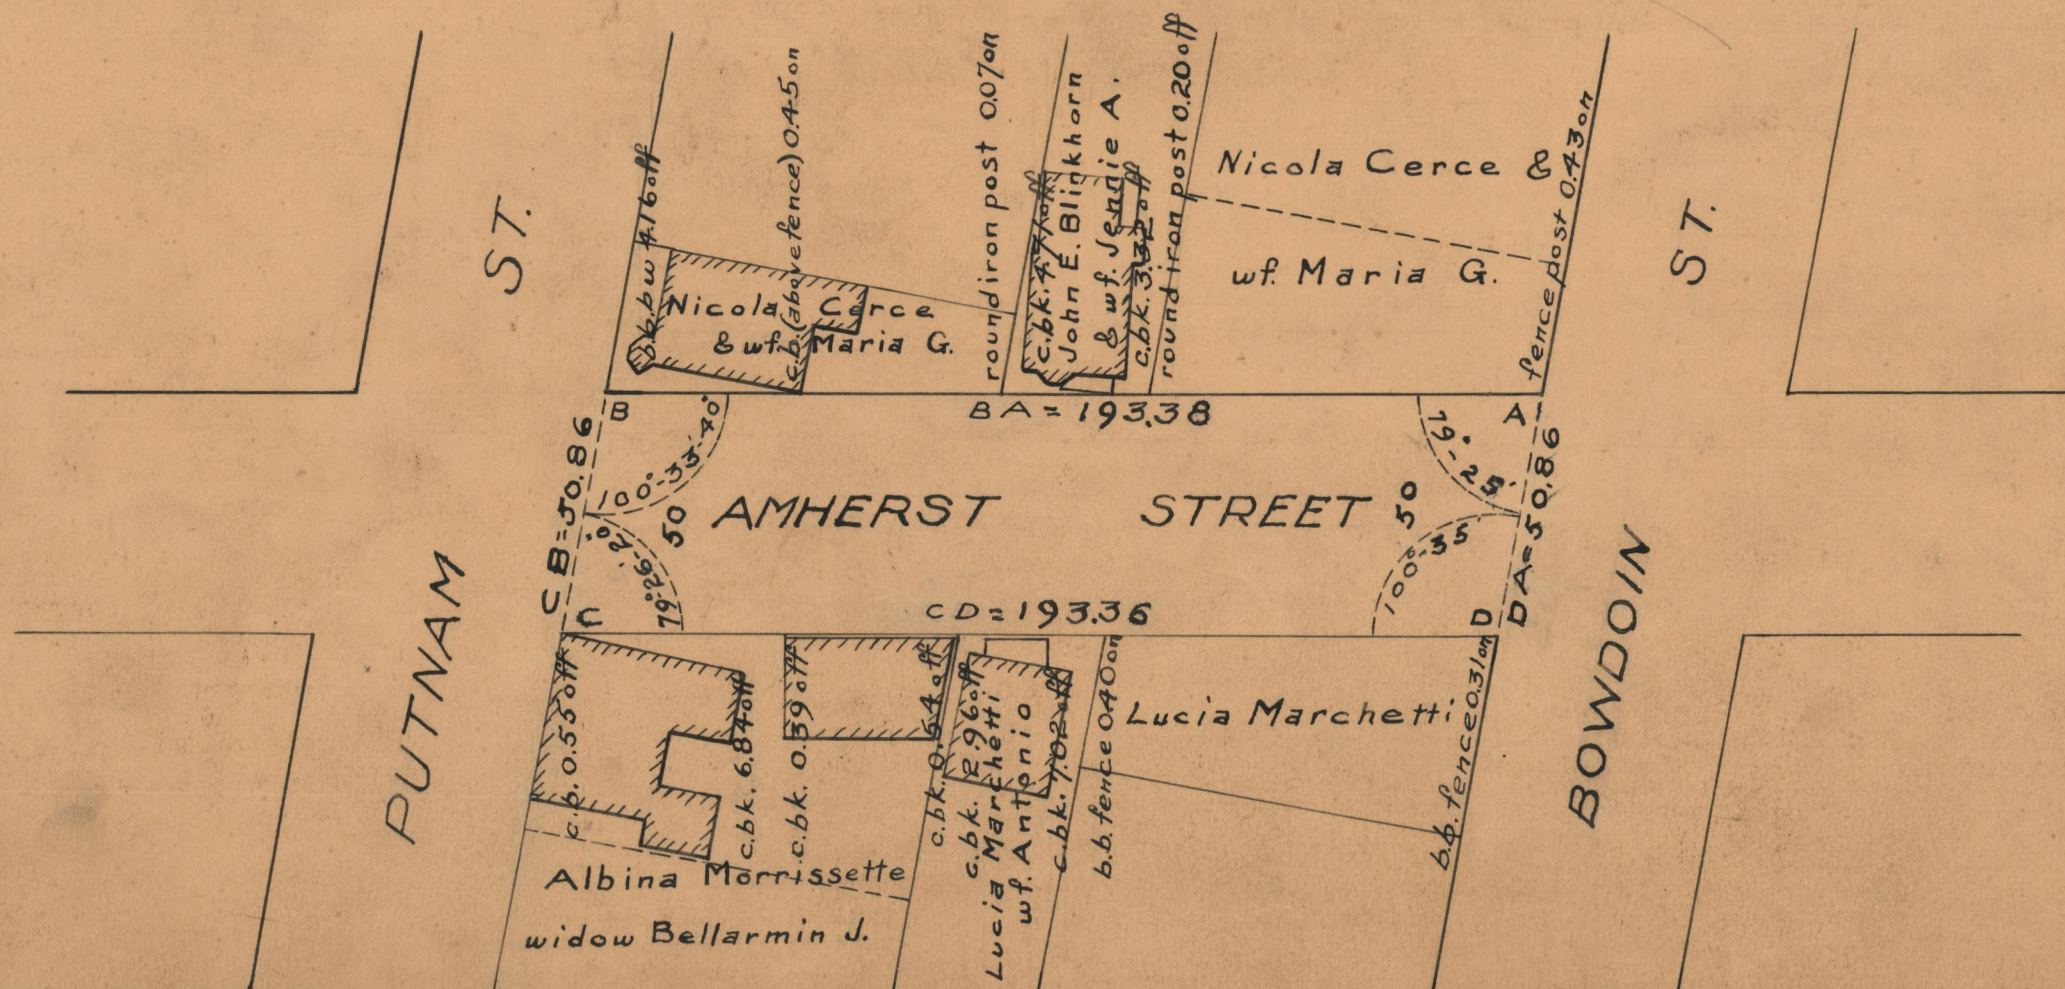 b.bw 4.16 off
c.b. (above fence) 0.45 on
round iron post 0.07 on
c.bk. 4.97 off
John E. Blinkhorn
& wf. Jennie A.
c.bk. 3.32 off
round iron post 0.20 off
Nicola Cerce &
wf. Maria G.
fence post 0.43 on
ST.
ST.
Nicola Cerce
& wf. Maria G.
B
BA = 193.38
A
CB = 50.86
100°-33'-40"
79°-25'
DA = 50.86
50
AMHERST STREET
50
79°-26'-20"
100°-35'
C
CD = 193.36
D
PUTNAM
BOWDOIN
c.b. 0.55 off
c.bk. 6.84 off
c.bk. 0.39 off
c.bk. 0.54 off
c.bk. 2.96 off
Lucia Marchetti
wf. Antonio
c.bk. 7.02 off
b.b. fence 0.40 on
Lucia Marchetti
b.b. fence 0.31 on
Albina Morrissette
widow Bellarmin J.